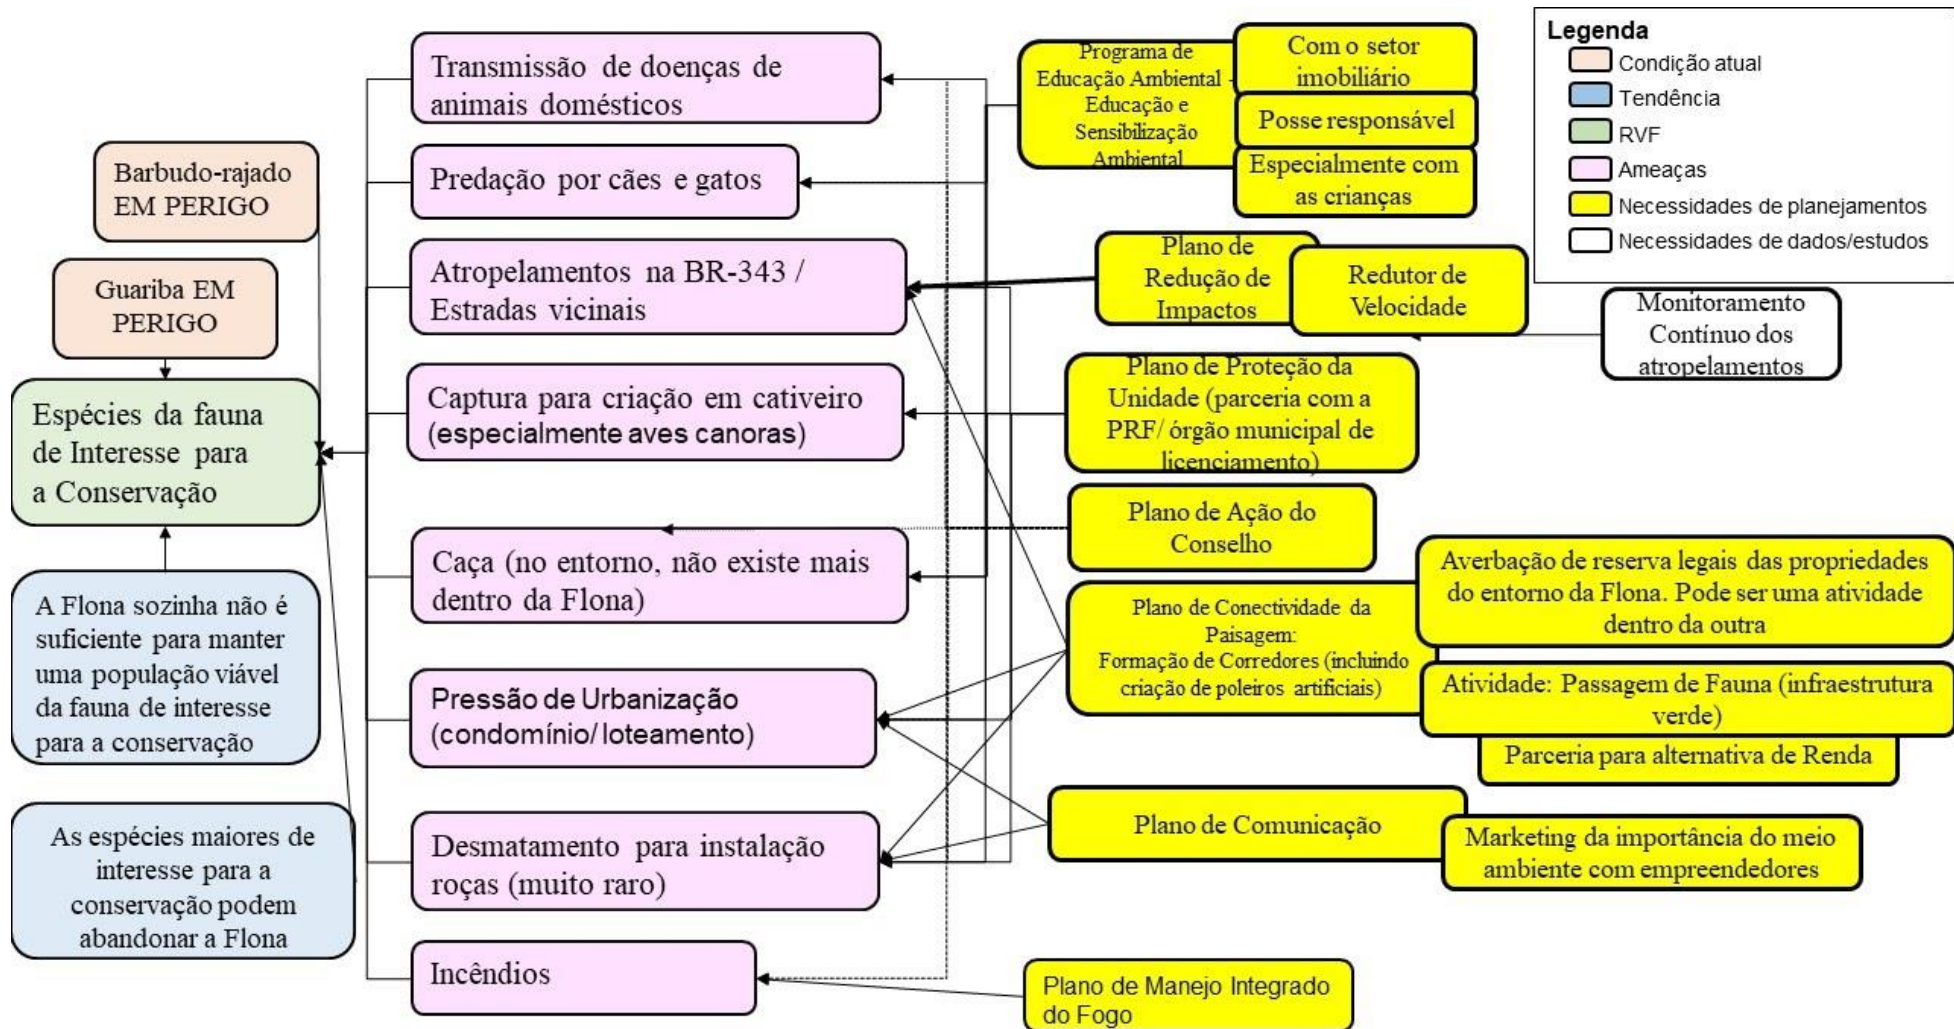 Legenda
Condição atual
Tendência
RVF
Ameaças
Necessidades de planejamentos
Necessidades de dados/estudos
Barbudo-rajado
EM PERIGO
Guariba EM
PERIGO
Espécies da fauna
de Interesse para
a Conservação
A Flona sozinha não é
suficiente para manter
uma população viável
da fauna de interesse
para a conservação
As espécies maiores de
interesse para a
conservação podem
abandonar a Flona
Transmissão de doenças de
animais domésticos
Predação por cães e gatos
Atropelamentos na BR-343 /
Estradas vicinais
Captura para criação em cativeiro
(especialmente aves canoras)
Caça (no entorno, não existe mais
dentro da Flona)
Pressão de Urbanização
(condomínio/ loteamento)
Desmatamento para instalação
roças (muito raro)
Incêndios
Programa de
Educação Ambiental -
Educação e
Sensibilização
Ambiental
Com o setor
imobiliário
Posse responsável
Especialmente com
as crianças
Plano de
Redução de
Impactos
Redutor de
Velocidade
Monitoramento
Contínuo dos
atropelamentos
Plano de Proteção da
Unidade (parceria com a
PRF/ órgão municipal de
licenciamento)
Plano de Ação do
Conselho
Plano de Conectividade da
Paisagem:
Formação de Corredores (incluindo
criação de poleiros artificiais)
Averbação de reserva legais das propriedades
do entorno da Flona. Pode ser uma atividade
dentro da outra
Atividade: Passagem de Fauna (infraestrutura
verde)
Parceria para alternativa de Renda
Plano de Comunicação
Marketing da importância do meio
ambiente com empreendedores
Plano de Manejo Integrado
do Fogo